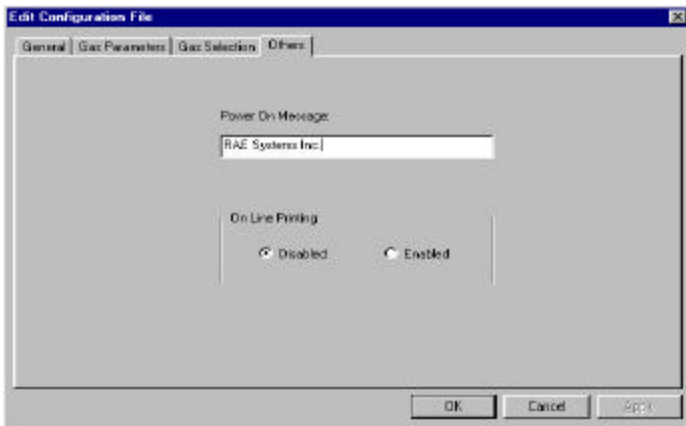 Edit Configuration File
General Gas Parameters Gas Selection Others
Power On Message:
RAE Systems Inc.
On Line Printing:
Disabled Enabled
OK Cancel Apply